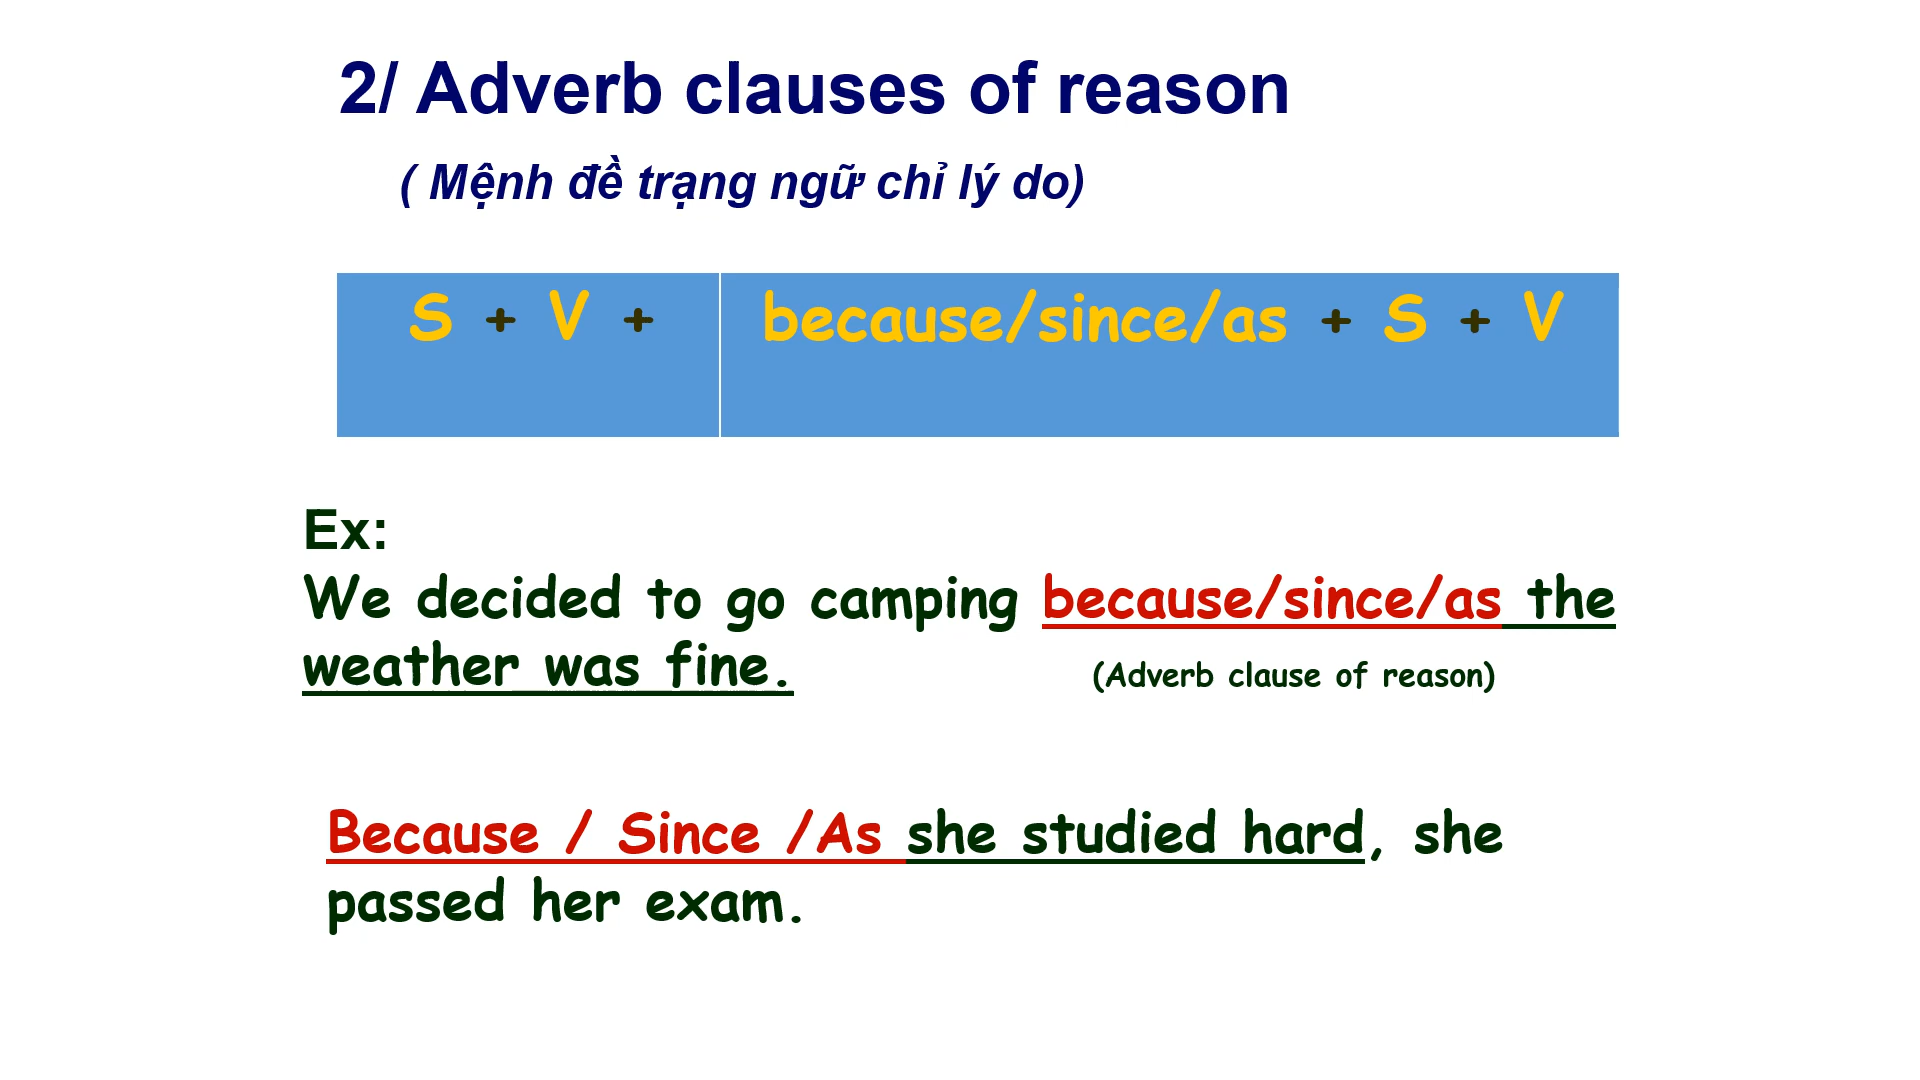 2/ Adverb clauses of reason
( Mệnh đề trạng ngữ chỉ lý do)
S + V + because/since/as + S + V
Ex:
We decided to go camping because/since/as the
weather was fine. (Adverb clause of reason)
Because / Since /As she studied hard, she
passed her exam.